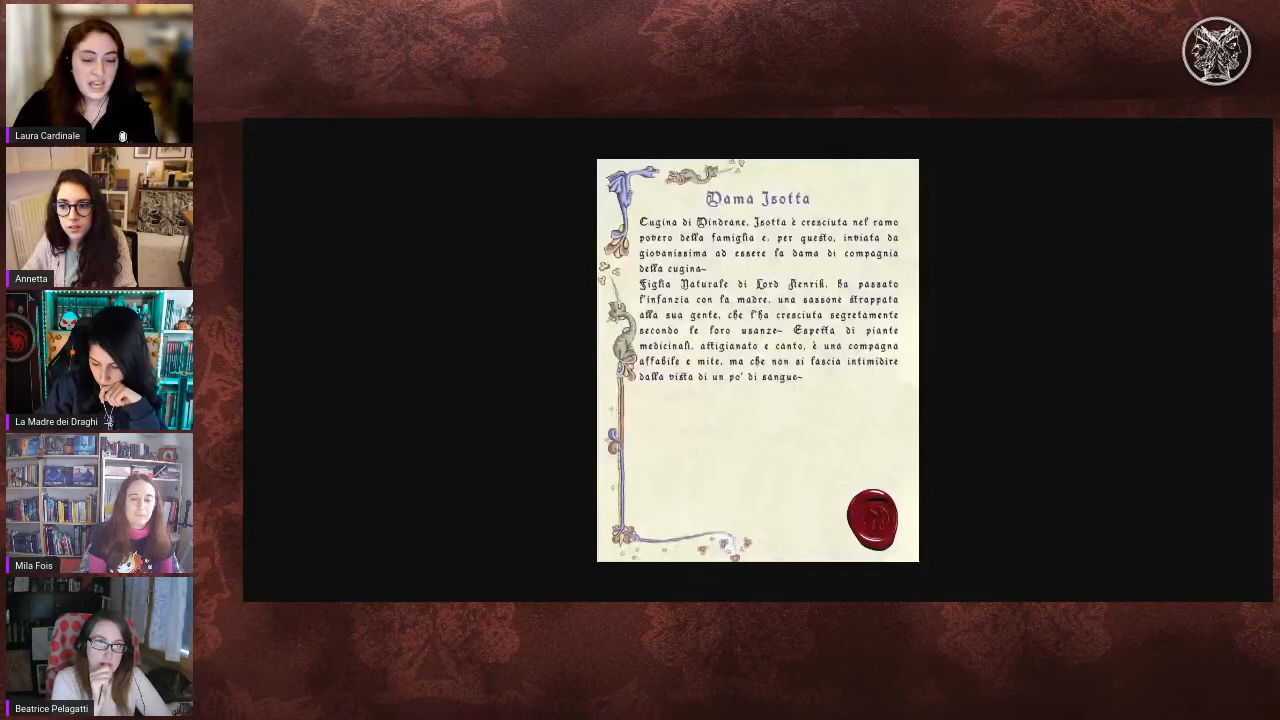 Laura Cardinale
Annetta
La Madre dei Draghi
Mila Fois
Beatrice Pelagatti
Dama Isotta
Cugina di Dindrane, Isotta è cresciuta nel ramo
povero della famiglia e, per questo, inviata da
giovanissima ad essere la dama di compagnia
della cugina~
Figlia Naturale di Lord Henrik, ha passato
l'infanzia con la madre, una sassone strappata
alla sua gente, che l'ha cresciuta segretamente
secondo le loro usanze~ Esperta di piante
medicinali, artigianato e canto, è una compagna
affabile e mite, ma che non si lascia intimidire
dalla vista di un po' di sangue~